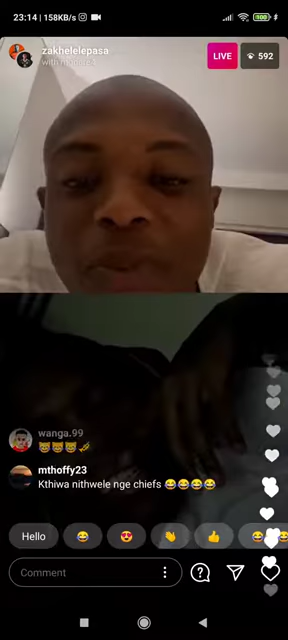 23:14 | 158KB/s
zakhelelepasa
LIVE
592
wanga.99
mthoffy23
Kthiwa nithwele nge chiefs 😂😂😂😂
Hello
Comment